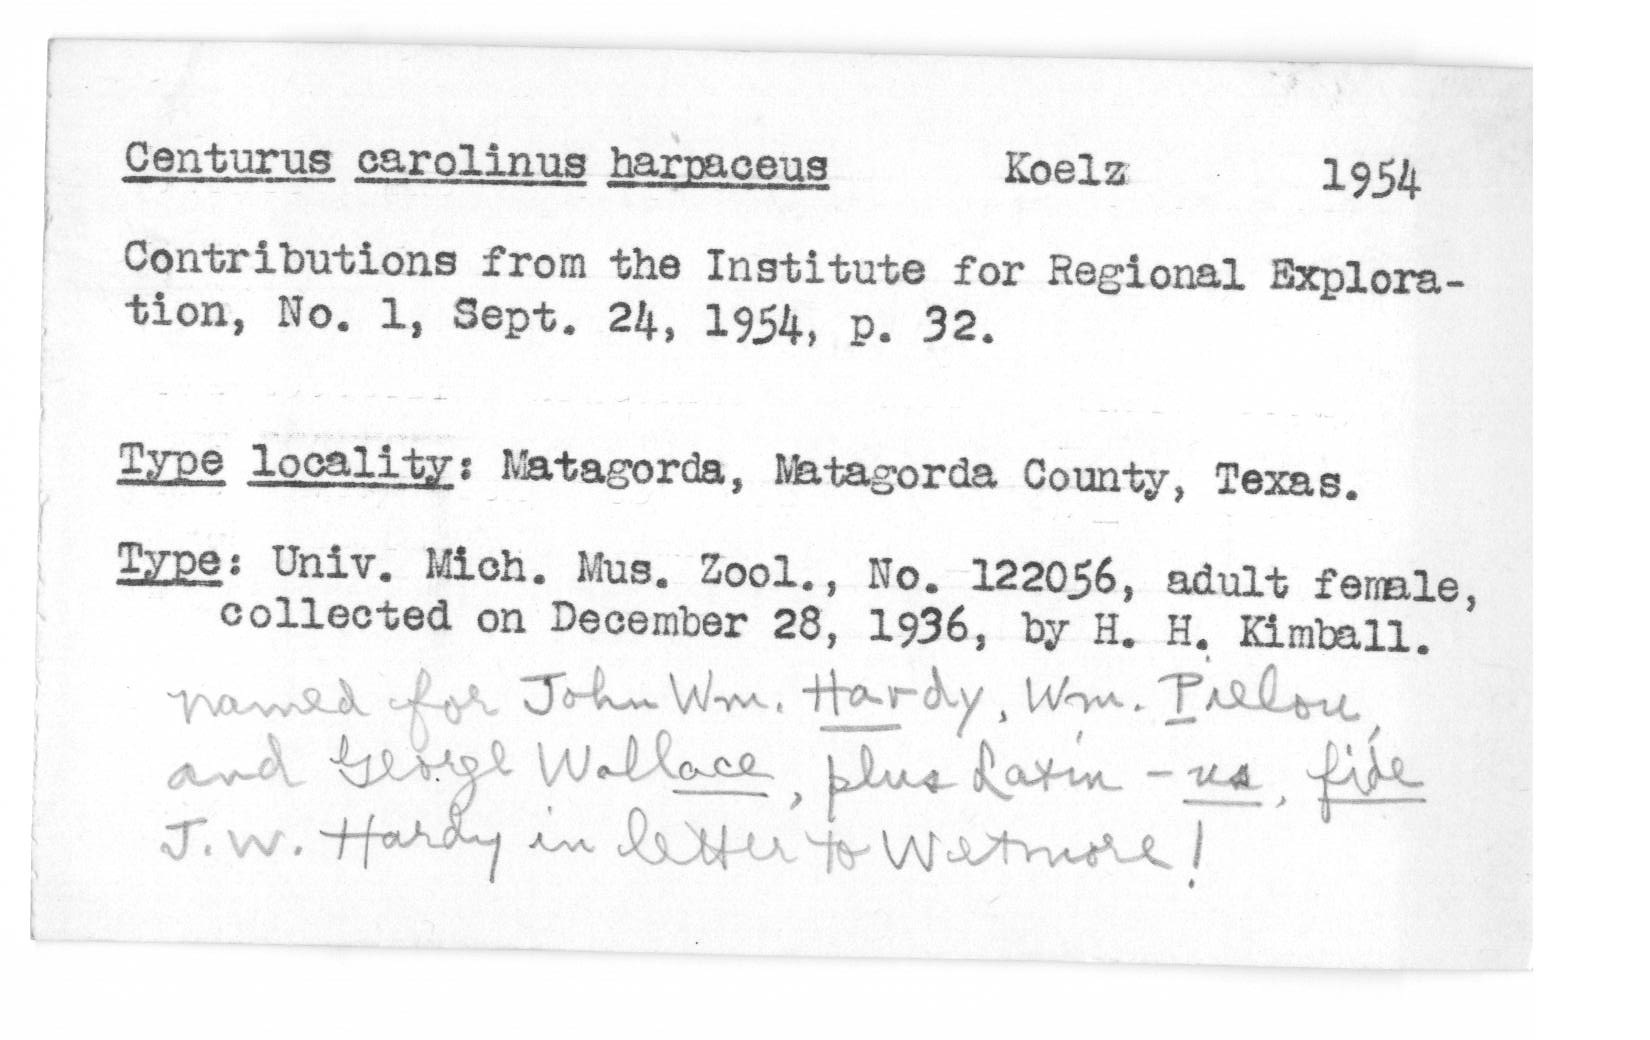 Centurus carolinus harpaceus Koelz 1954
Contributions from the Institute for Regional Explora-
tion, No. 1, Sept. 24, 1954, p. 32.
Type locality: Matagorda, Matagorda County, Texas.
Type: Univ. Mich. Mus. Zool., No. 122056, adult female,
collected on December 28, 1936, by H. H. Kimball.
named for John Wm. Hardy, Wm. Pielou,
and George Wallace, plus Latin -us, fide
J. W. Hardy in letter to Wetmore!